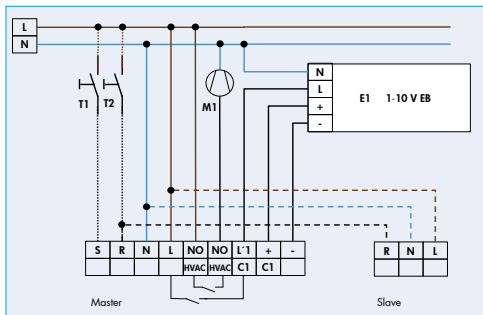 L
N
T1 T2 M1
N
L
+
-
E1 1-10 V EB
S R N L NO NO L´1 + -
HVAC HVAC C1 C1
R N L
Master Slave